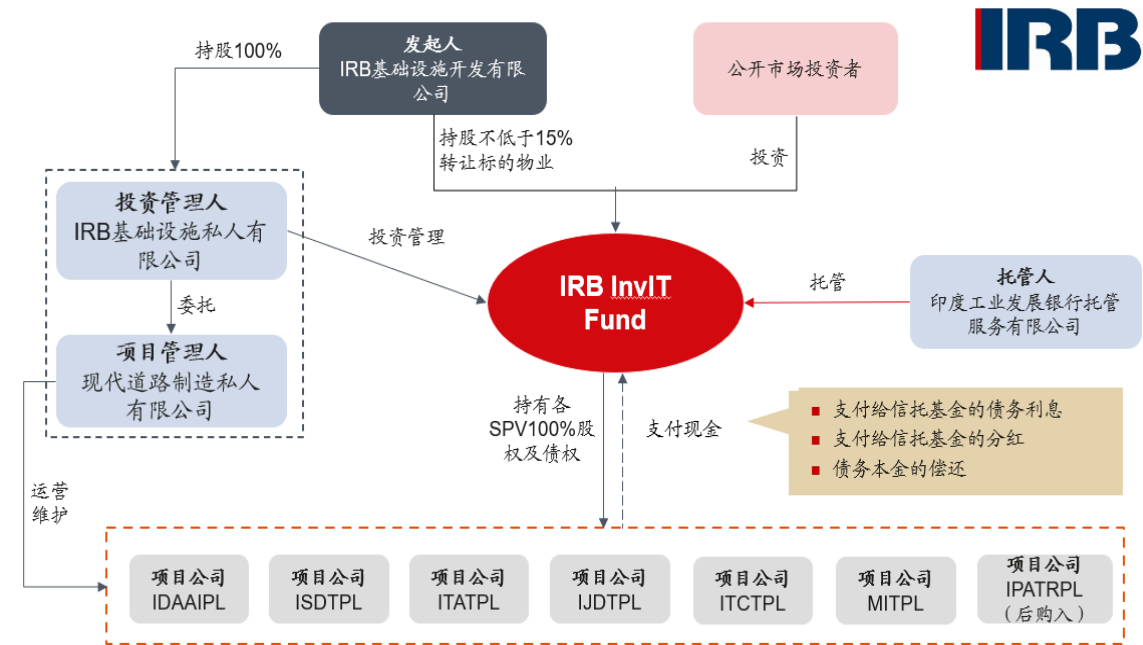 IRB
持股100%
发起人
IRB基础设施开发有限
公司
公开市场投资者
持股不低于15%
转让标的物业
投资
投资管理人
IRB基础设施私人有
限公司
投资管理
委托
项目管理人
现代道路制造私人
有限公司
IRB InvIT
Fund
托管
托管人
印度工业发展银行托管
服务有限公司
持有各
SPV100%股
权及债权
支付现金
▪ 支付给信托基金的债务利息
▪ 支付给信托基金的分红
▪ 债务本金的偿还
运营
维护
项目公司
IDAAIPL
项目公司
ISDTPL
项目公司
ITATPL
项目公司
IJDTPL
项目公司
ITCTPL
项目公司
MITPL
项目公司
IPATRPL
（后购入）